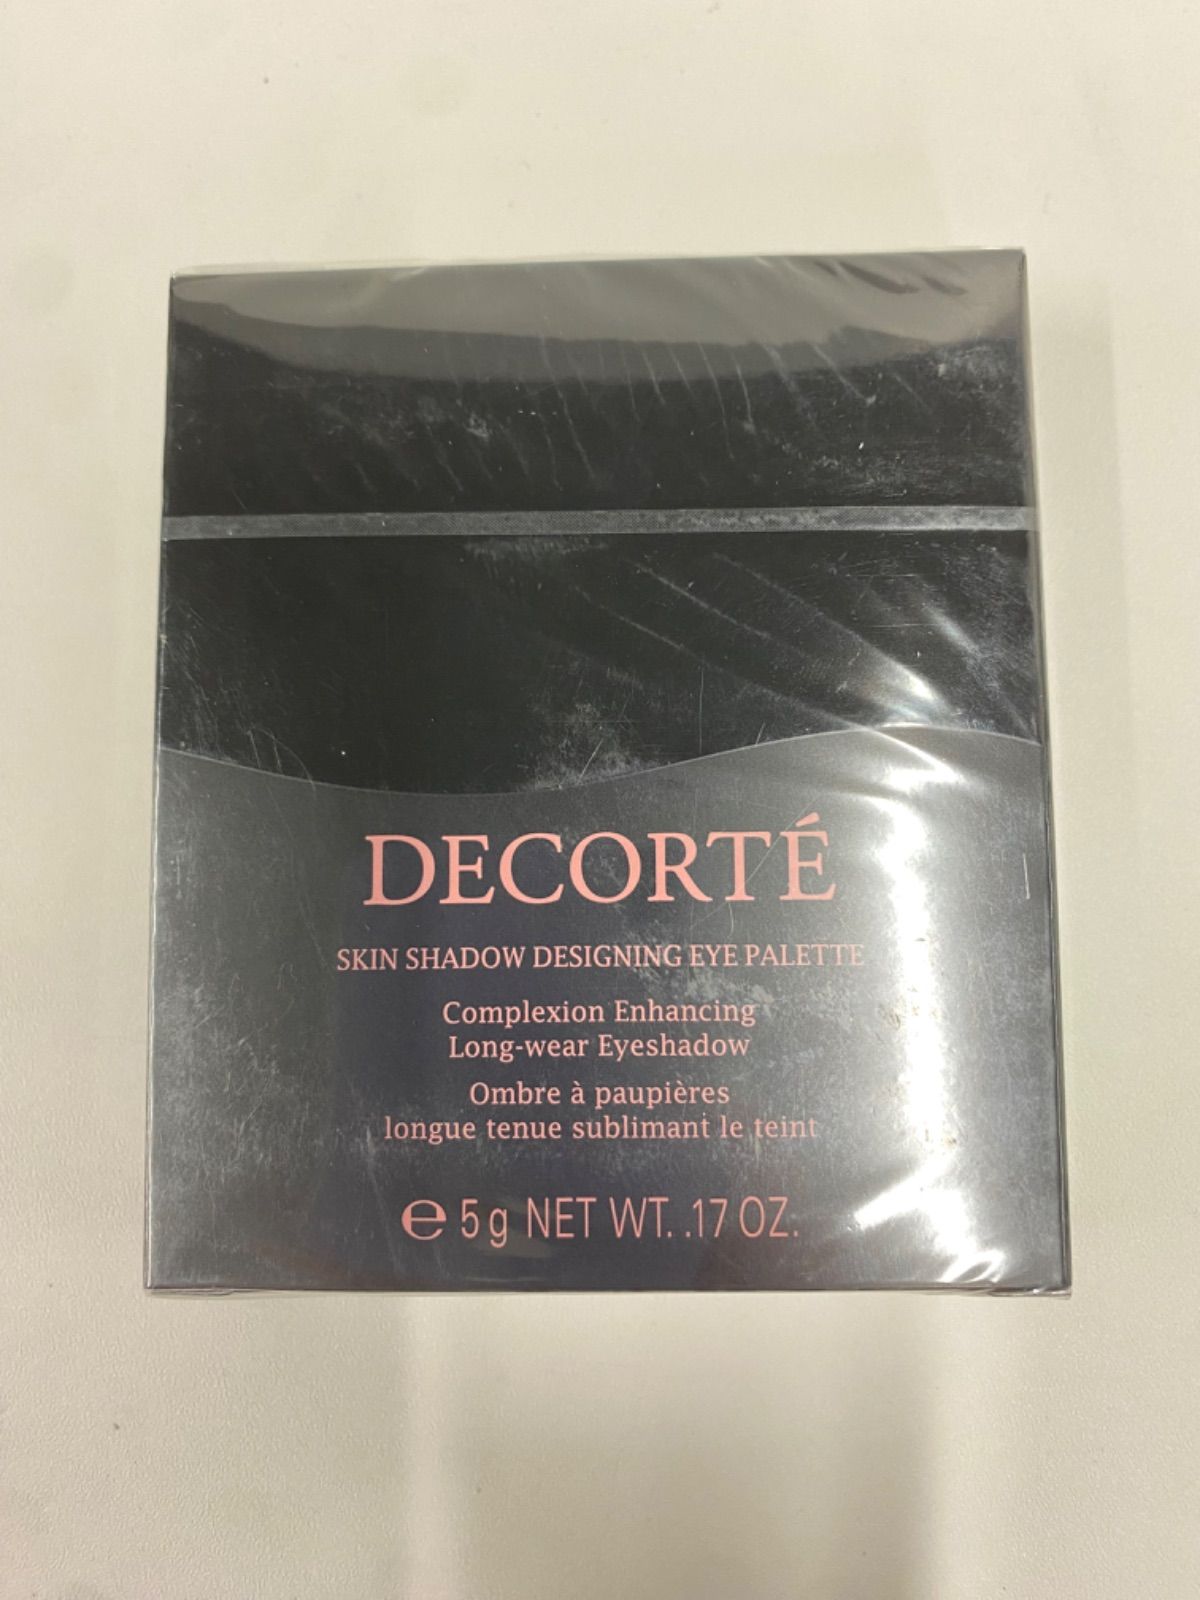 DECORTÉ
SKIN SHADOW DESIGNING EYE PALETTE
Complexion Enhancing
Long-wear Eyeshadow
Ombre à paupières
longue tenue sublimant le teint
℮ 5g NET WT. .17 OZ.